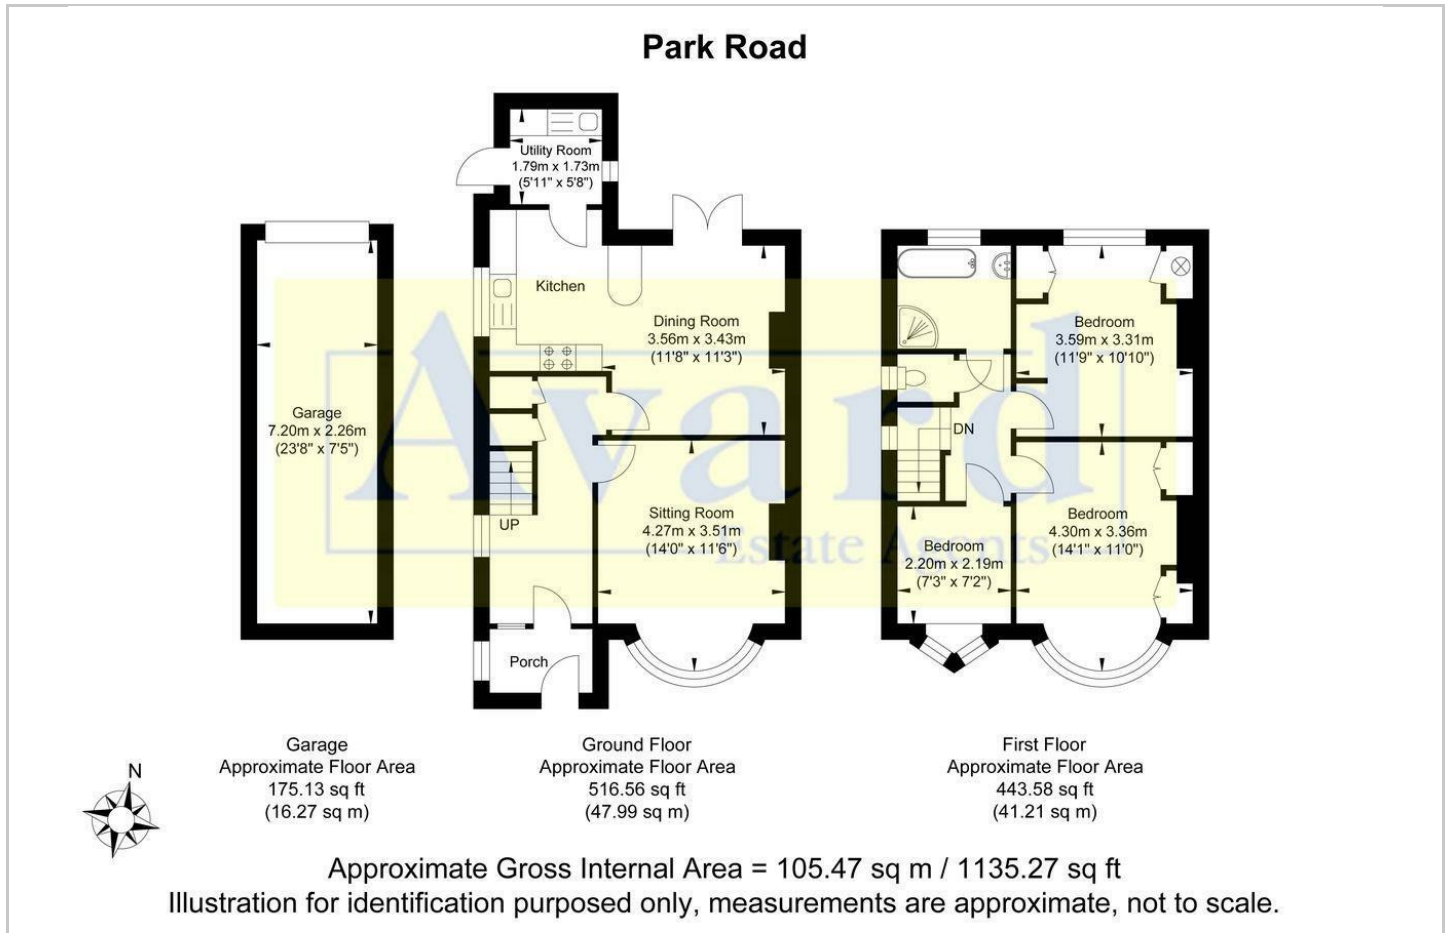 Park Road
Utility Room
1.79m x 1.73m
(5'11" x 5'8")
Kitchen
Dining Room
3.56m x 3.43m
(11'8" x 11'3")
Garage
7.20m x 2.26m
(23'8" x 7'5")
UP
Sitting Room
4.27m x 3.51m
(14'0" x 11'6")
Porch
Bedroom
3.59m x 3.31m
(11'9" x 10'10")
DN
Bedroom
4.30m x 3.36m
(14'1" x 11'0")
Bedroom
2.20m x 2.19m
(7'3" x 7'2")
Avard
Estate Agents
N
Garage
Approximate Floor Area
175.13 sq ft
(16.27 sq m)
Ground Floor
Approximate Floor Area
516.56 sq ft
(47.99 sq m)
First Floor
Approximate Floor Area
443.58 sq ft
(41.21 sq m)
Approximate Gross Internal Area = 105.47 sq m / 1135.27 sq ft
Illustration for identification purposed only, measurements are approximate, not to scale.